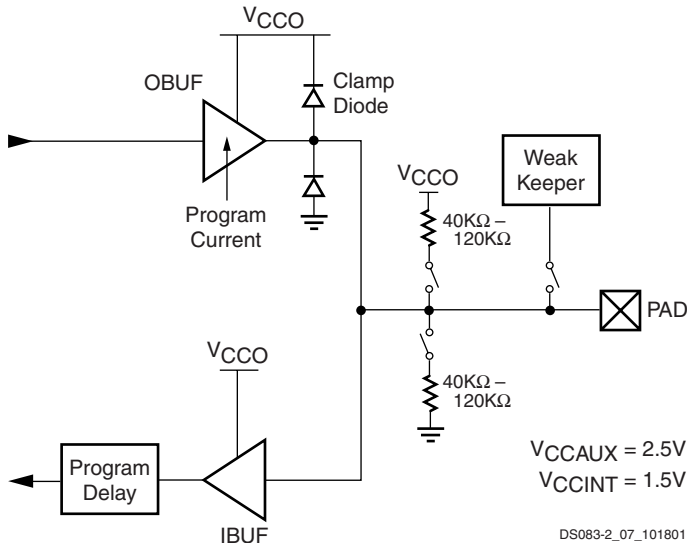 VCCO
OBUF
Clamp
Diode
Program
Current
VCCO
40KΩ –
120KΩ
Weak
Keeper
PAD
40KΩ –
120KΩ
VCCO
Program
Delay
IBUF
VCCAUX = 2.5V
VCCINT = 1.5V
DS083-2_07_101801